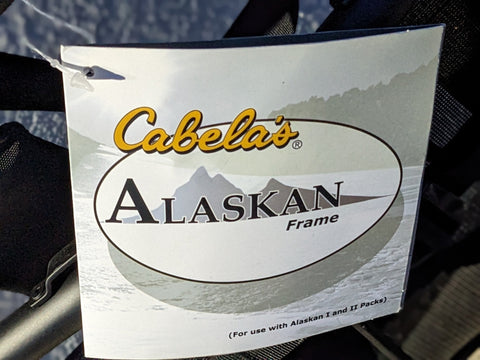 Cabela's®
ALASKAN
Frame
(For use with Alaskan I and II Packs)